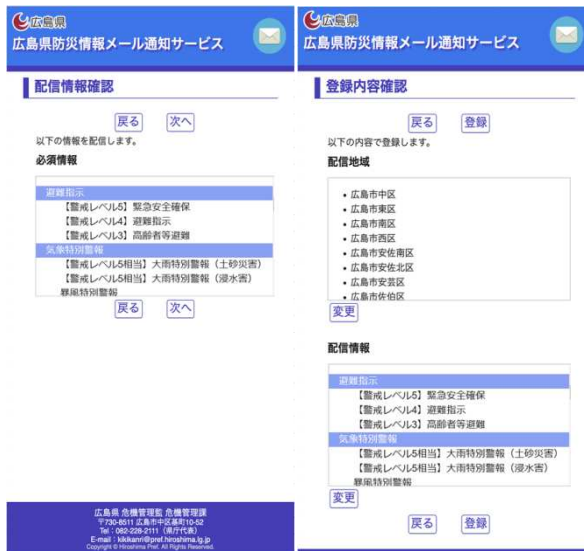 広島県
広島県防災情報メール通知サービス
配信情報確認
戻る 次へ
以下の情報を配信します。
必須情報
避難指示
【警戒レベル5】緊急安全確保
【警戒レベル4】避難指示
【警戒レベル3】高齢者等避難
気象特別警報
【警戒レベル5相当】大雨特別警報（土砂災害）
【警戒レベル5相当】大雨特別警報（浸水害）
暴風特別警報
戻る 次へ
広島県 危機管理監 危機管理課
〒730-8511 広島市中区基町10-52
Tel：082-228-2111（県庁代表）
E-mail：kikikanri@pref.hiroshima.lg.jp
Copyright © Hiroshima Pref. All Rights Reserved.
広島県
広島県防災情報メール通知サービス
登録内容確認
戻る 登録
以下の内容で登録します。
配信地域
• 広島市中区
• 広島市東区
• 広島市南区
• 広島市西区
• 広島市安佐南区
• 広島市安佐北区
• 広島市安芸区
• 広島市佐伯区
変更
配信情報
避難指示
【警戒レベル5】緊急安全確保
【警戒レベル4】避難指示
【警戒レベル3】高齢者等避難
気象特別警報
【警戒レベル5相当】大雨特別警報（土砂災害）
【警戒レベル5相当】大雨特別警報（浸水害）
暴風特別警報
変更
戻る 登録